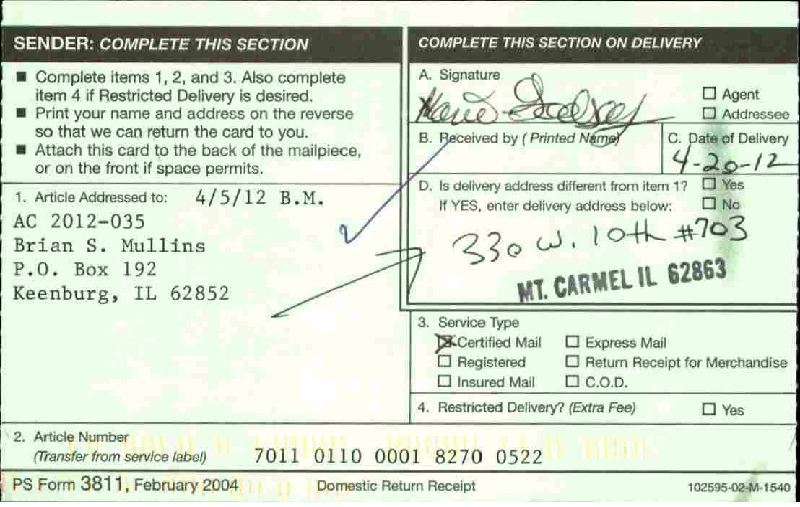 SENDER: COMPLETE THIS SECTION
■ Complete items 1, 2, and 3. Also complete
item 4 if Restricted Delivery is desired.
■ Print your name and address on the reverse
so that we can return the card to you.
■ Attach this card to the back of the mailpiece,
or on the front if space permits.
1. Article Addressed to: 4/5/12 B.M.
AC 2012-035
Brian S. Mullins
P.O. Box 192
Keenburg, IL 62852
COMPLETE THIS SECTION ON DELIVERY
A. Signature
☐ Agent
☐ Addressee
B. Received by (Printed Name)
C. Date of Delivery
4-20-12
D. Is delivery address different from item 1? ☐ Yes
If YES, enter delivery address below: ☐ No
330 W. 10th #703
MT. CARMEL IL 62863
3. Service Type
☒ Certified Mail ☐ Express Mail
☐ Registered ☐ Return Receipt for Merchandise
☐ Insured Mail ☐ C.O.D.
4. Restricted Delivery? (Extra Fee) ☐ Yes
2. Article Number
(Transfer from service label) 7011 0110 0001 8270 0522
PS Form 3811, February 2004 Domestic Return Receipt 102595-02-M-1540